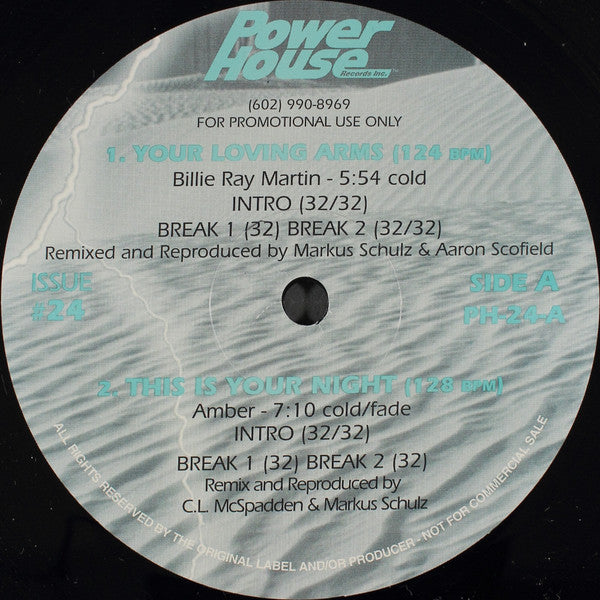 Power
House
Records Inc.
(602) 990-8969
FOR PROMOTIONAL USE ONLY
1. YOUR LOVING ARMS (124 BPM)
Billie Ray Martin - 5:54 cold
INTRO (32/32)
BREAK 1 (32) BREAK 2 (32/32)
Remixed and Reproduced by Markus Schulz & Aaron Scofield
ISSUE
#24
SIDE A
PH-24-A
2. THIS IS YOUR NIGHT (128 BPM)
Amber - 7:10 cold/fade
INTRO (32/32)
BREAK 1 (32) BREAK 2 (32)
Remix and Reproduced by
C.L. McSpadden & Markus Schulz
ALL RIGHTS RESERVED BY THE ORIGINAL LABEL AND/OR PRODUCER - NOT FOR COMMERCIAL SALE